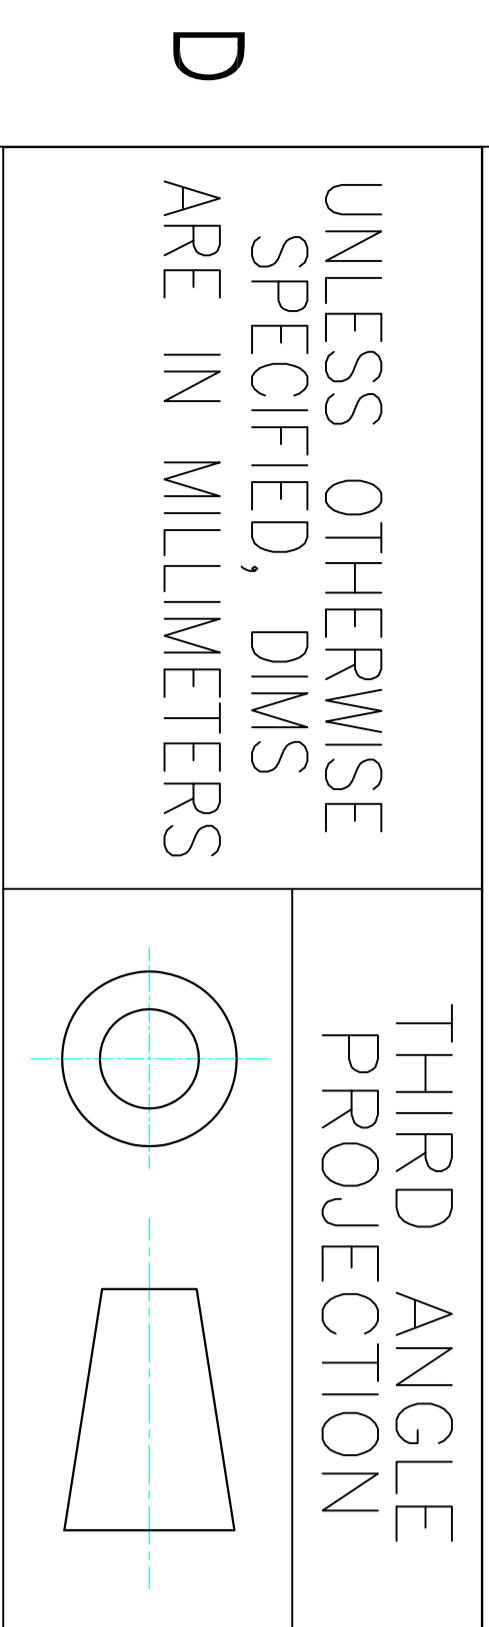 D
UNLESS OTHERWISE
SPECIFIED, DIMS
ARE IN MILLIMETERS
THIRD ANGLE
PROJECTION